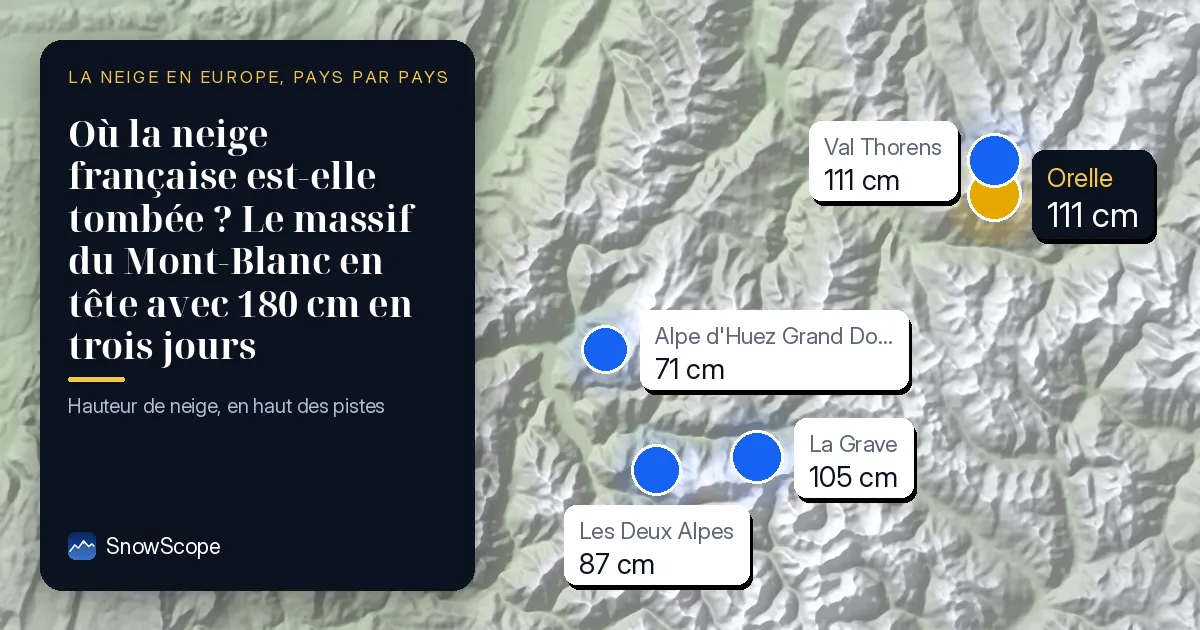 LA NEIGE EN EUROPE, PAYS PAR PAYS
Où la neige
française est-elle
tombée ? Le massif
du Mont-Blanc en
tête avec 180 cm en
trois jours
Hauteur de neige, en haut des pistes
SnowScope
Val Thorens
111 cm
Orelle
111 cm
Alpe d'Huez Grand Do...
71 cm
La Grave
105 cm
Les Deux Alpes
87 cm